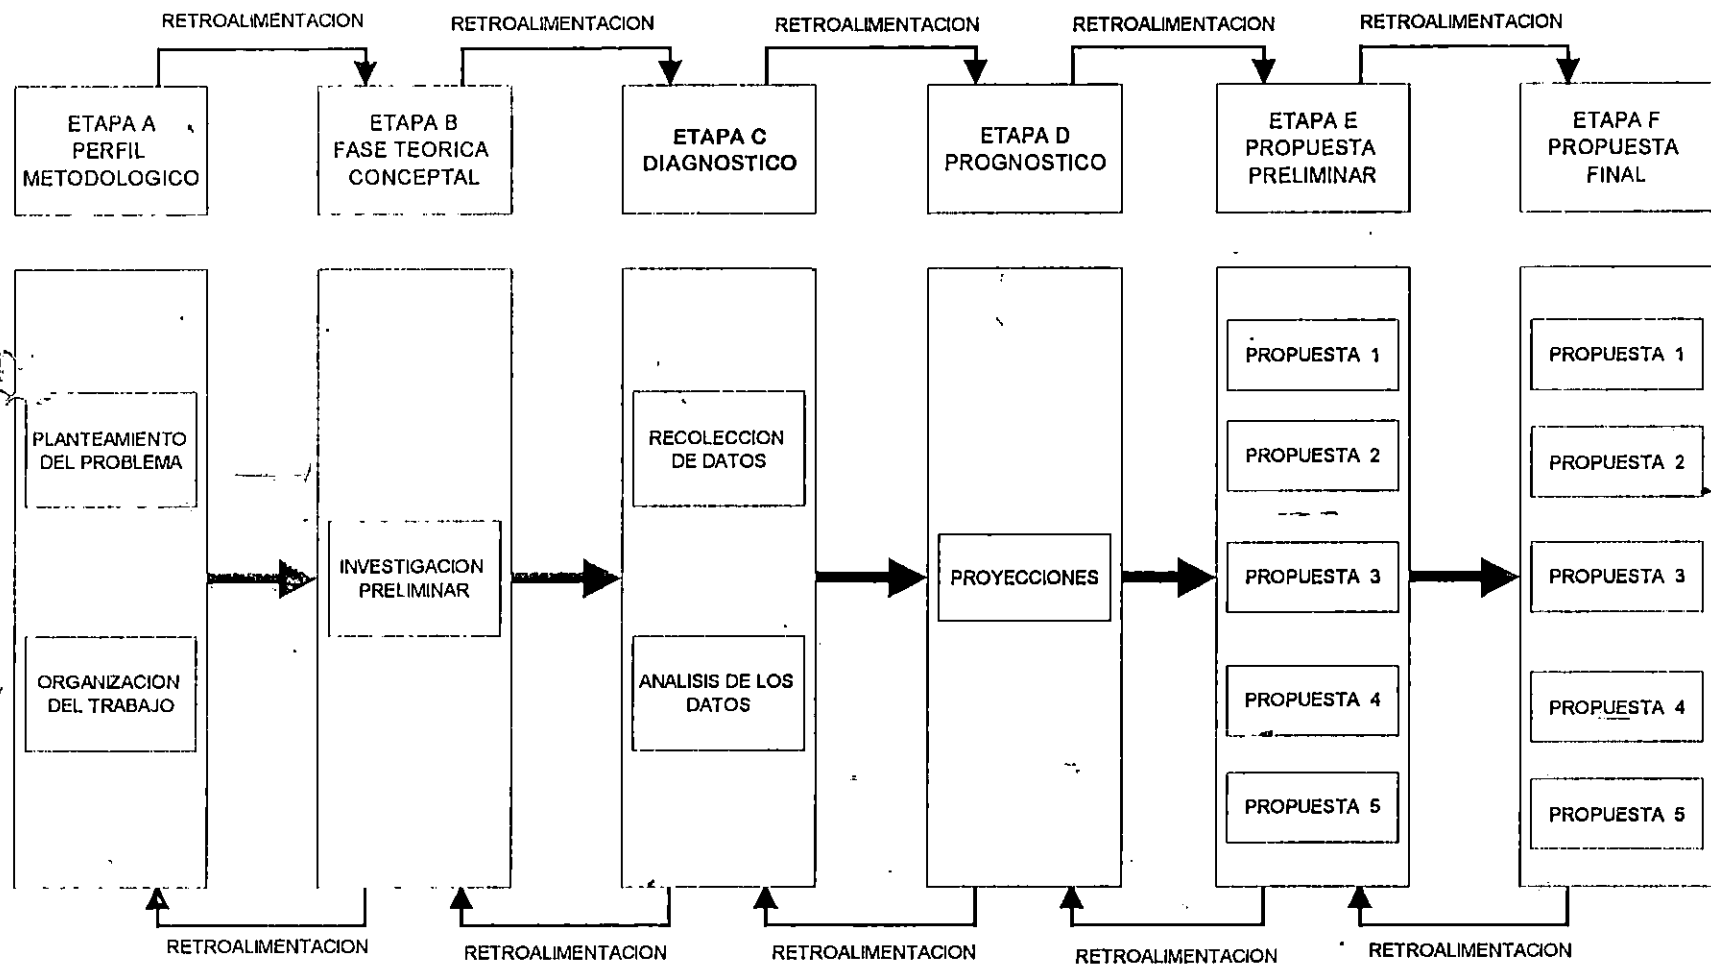 RETROALIMENTACION
RETROALIMENTACION
RETROALIMENTACION
RETROALIMENTACION
RETROALIMENTACION
ETAPA A
PERFIL
METODOLOGICO
ETAPA B
FASE TEORICA
CONCEPTAL
ETAPA C
DIAGNOSTICO
ETAPA D
PROGNOSTICO
ETAPA E
PROPUESTA
PRELIMINAR
ETAPA F
PROPUESTA
FINAL
PLANTEAMIENTO
DEL PROBLEMA
ORGANIZACION
DEL TRABAJO
INVESTIGACION
PRELIMINAR
RECOLECCION
DE DATOS
ANALISIS DE LOS
DATOS
PROYECCIONES
PROPUESTA 1
PROPUESTA 2
PROPUESTA 3
PROPUESTA 4
PROPUESTA 5
PROPUESTA 1
PROPUESTA 2
PROPUESTA 3
PROPUESTA 4
PROPUESTA 5
RETROALIMENTACION
RETROALIMENTACION
RETROALIMENTACION
RETROALIMENTACION
RETROALIMENTACION